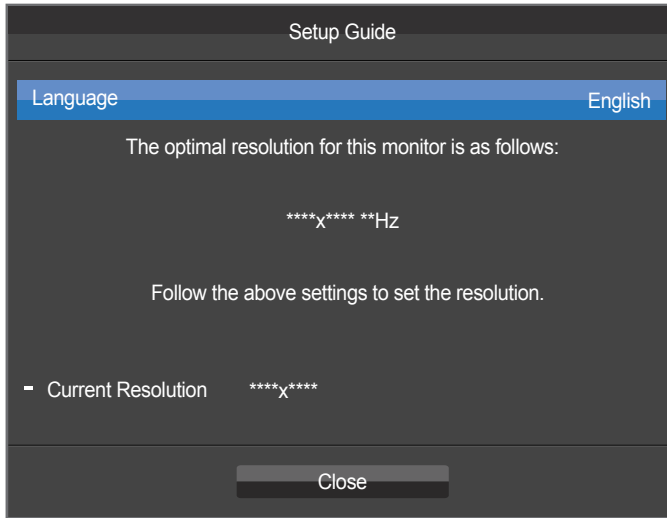 Setup Guide
Language English
The optimal resolution for this monitor is as follows:
****x**** **Hz
Follow the above settings to set the resolution.
- Current Resolution ****x****
Close